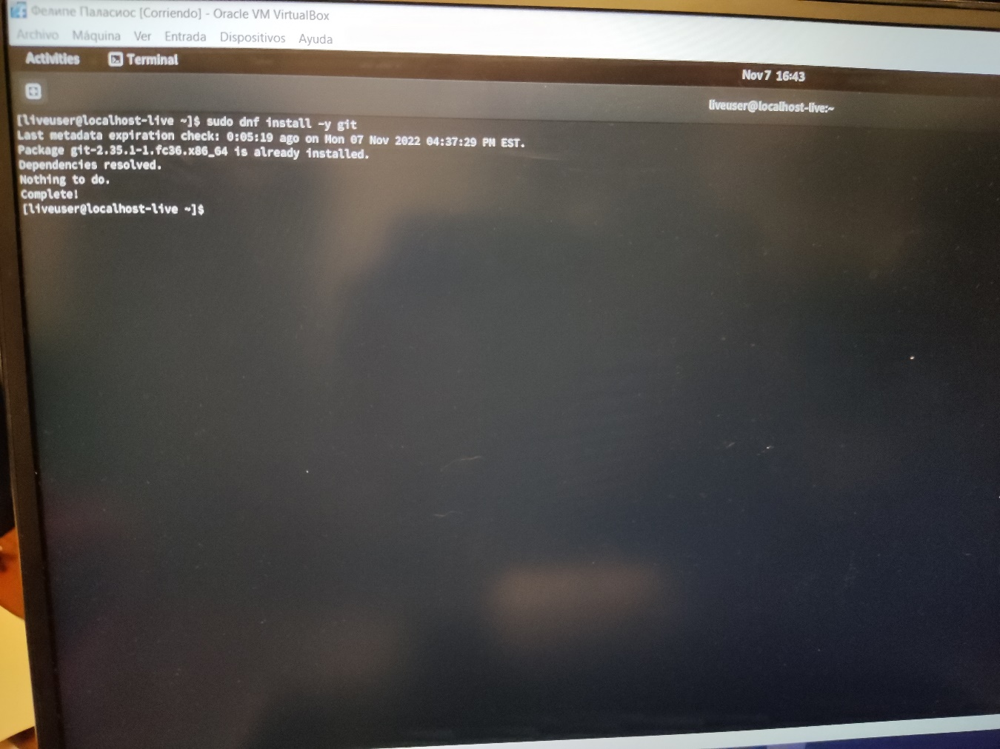 Фелипе Паласиос [Corriendo] - Oracle VM VirtualBox
Archivo Máquina Ver Entrada Dispositivos Ayuda
Activities Terminal
Nov 7 16:43
liveuser@localhost-live:~
[liveuser@localhost-live ~]$ sudo dnf install -y git
Last metadata expiration check: 0:05:19 ago on Mon 07 Nov 2022 04:37:29 PM EST.
Package git-2.35.1-1.fc36.x86_64 is already installed.
Dependencies resolved.
Nothing to do.
Complete!
[liveuser@localhost-live ~]$